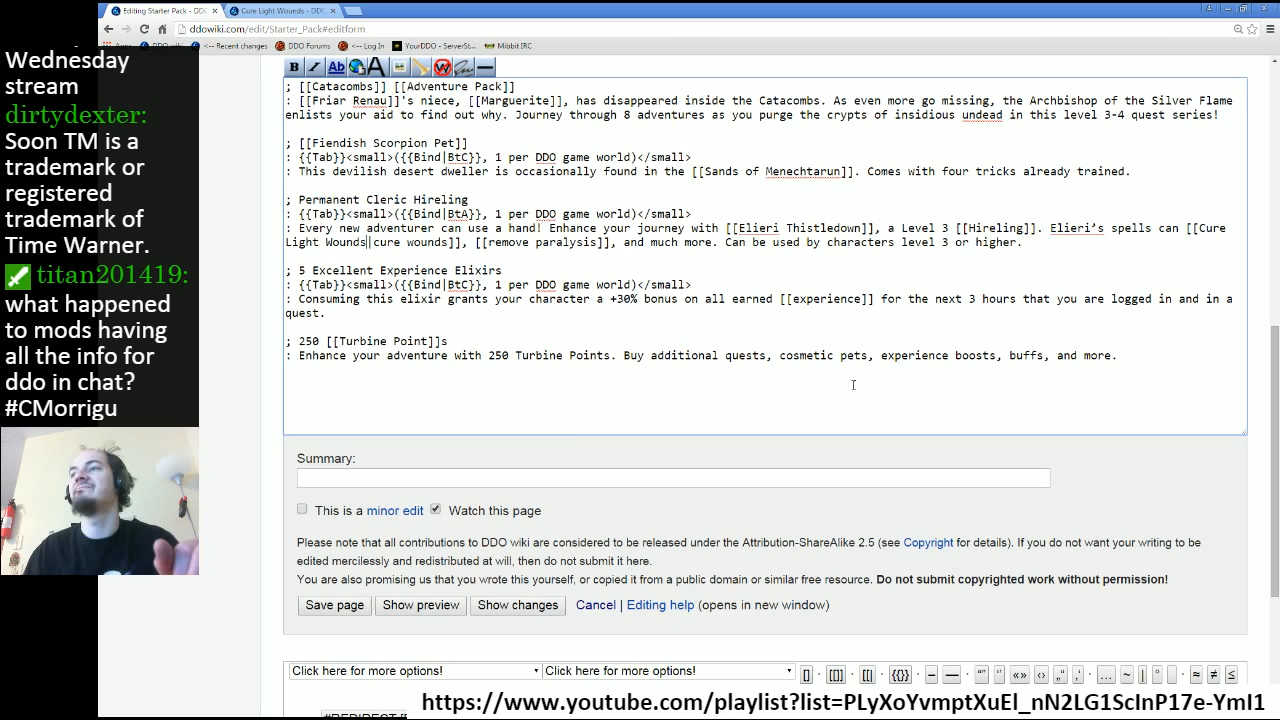 Editing Starter Pack - DDO
Cure Light Wounds - DDO
ddowiki.com/edit/Starter_Pack#editform
<-- Recent changes
DDO Forums
<-- Log In
YourDDO - ServerSt...
Mibbit IRC
Wednesday
stream
dirtydexter:
Soon TM is a
trademark or
registered
trademark of
Time Warner.
titan201419:
what happened
to mods having
all the info for
ddo in chat?
#CMorrigu
B I Ab A W
; [[Catacombs]] [[Adventure Pack]]
: [[Friar Renau]]'s niece, [[Marguerite]], has disappeared inside the Catacombs. As even more go missing, the Archbishop of the Silver Flame
enlists your aid to find out why. Journey through 8 adventures as you purge the crypts of insidious undead in this level 3-4 quest series!
; [[Fiendish Scorpion Pet]]
: {{Tab}}<small>({{Bind|BtC}}, 1 per DDO game world)</small>
: This devilish desert dweller is occasionally found in the [[Sands of Menechtarun]]. Comes with four tricks already trained.
; Permanent Cleric Hireling
: {{Tab}}<small>({{Bind|BtA}}, 1 per DDO game world)</small>
: Every new adventurer can use a hand! Enhance your journey with [[Elieri Thistledown]], a Level 3 [[Hireling]]. Elieri's spells can [[Cure
Light Wounds|cure wounds]], [[remove paralysis]], and much more. Can be used by characters level 3 or higher.
; 5 Excellent Experience Elixirs
: {{Tab}}<small>({{Bind|BtC}}, 1 per DDO game world)</small>
: Consuming this elixir grants your character a +30% bonus on all earned [[experience]] for the next 3 hours that you are logged in and in a
quest.
; 250 [[Turbine Point]]s
: Enhance your adventure with 250 Turbine Points. Buy additional quests, cosmetic pets, experience boosts, buffs, and more.
Summary:
This is a minor edit Watch this page
Please note that all contributions to DDO wiki are considered to be released under the Attribution-ShareAlike 2.5 (see Copyright for details). If you do not want your writing to be
edited mercilessly and redistributed at will, then do not submit it here.
You are also promising us that you wrote this yourself, or copied it from a public domain or similar free resource. Do not submit copyrighted work without permission!
Save page Show preview Show changes Cancel | Editing help (opens in new window)
Click here for more options! Click here for more options! [] · [[]] · [[| · {{}} · – · — · “” · ‘’ · «» · ‹› · „“ · ‚‘ · … · ~ · | · ° · · ≈ · ≠ · ≤
https://www.youtube.com/playlist?list=PLyXoYvmptXuEl_nN2LG1ScInP17e-YmI1